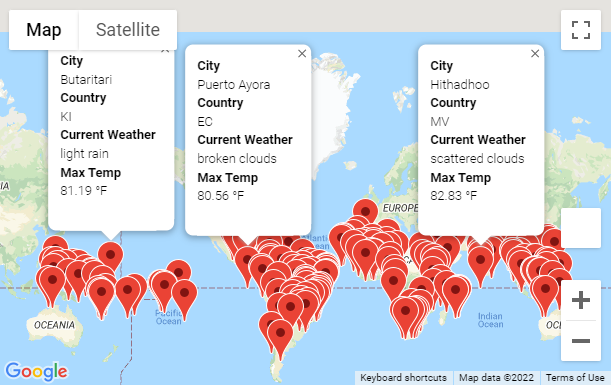 Map
Satellite
City
Butaritari
Country
KI
Current Weather
light rain
Max Temp
81.19 °F
City
Puerto Ayora
Country
EC
Current Weather
broken clouds
Max Temp
80.56 °F
City
Hithadhoo
Country
MV
Current Weather
scattered clouds
Max Temp
82.83 °F
EUROPE
OCEANIA
Pacific
Ocean
Indian
Ocean
Google
Keyboard shortcuts
Map data ©2022
Terms of Use